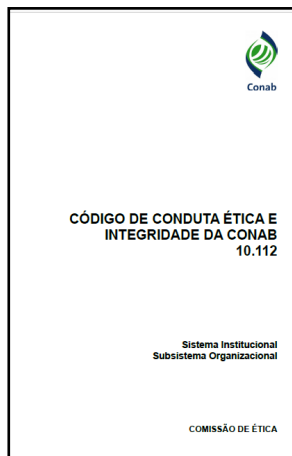 Conab
CÓDIGO DE CONDUTA ÉTICA E
INTEGRIDADE DA CONAB
10.112
Sistema Institucional
Subsistema Organizacional
COMISSÃO DE ÉTICA